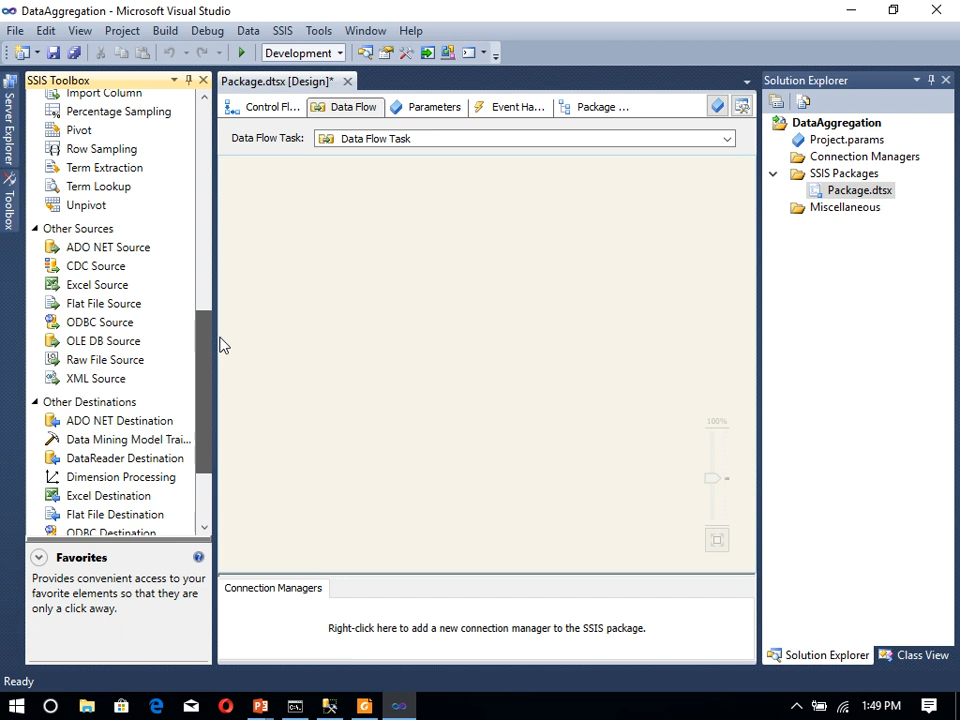 DataAggregation - Microsoft Visual Studio
File Edit View Project Build Debug Data SSIS Tools Window Help
Development
SSIS Toolbox
Import Column
Percentage Sampling
Pivot
Row Sampling
Term Extraction
Term Lookup
Unpivot
Other Sources
ADO NET Source
CDC Source
Excel Source
Flat File Source
ODBC Source
OLE DB Source
Raw File Source
XML Source
Other Destinations
ADO NET Destination
Data Mining Model Trai...
DataReader Destination
Dimension Processing
Excel Destination
Flat File Destination
ODBC Destination
Favorites
Provides convenient access to your
favorite elements so that they are
only a click away.
Server Explorer
Toolbox
Package.dtsx [Design]*
Control Fl... Data Flow Parameters Event Ha... Package ...
Data Flow Task: Data Flow Task
100%
Connection Managers
Right-click here to add a new connection manager to the SSIS package.
Solution Explorer
DataAggregation
Project.params
Connection Managers
SSIS Packages
Package.dtsx
Miscellaneous
Solution Explorer Class View
Ready
1:49 PM